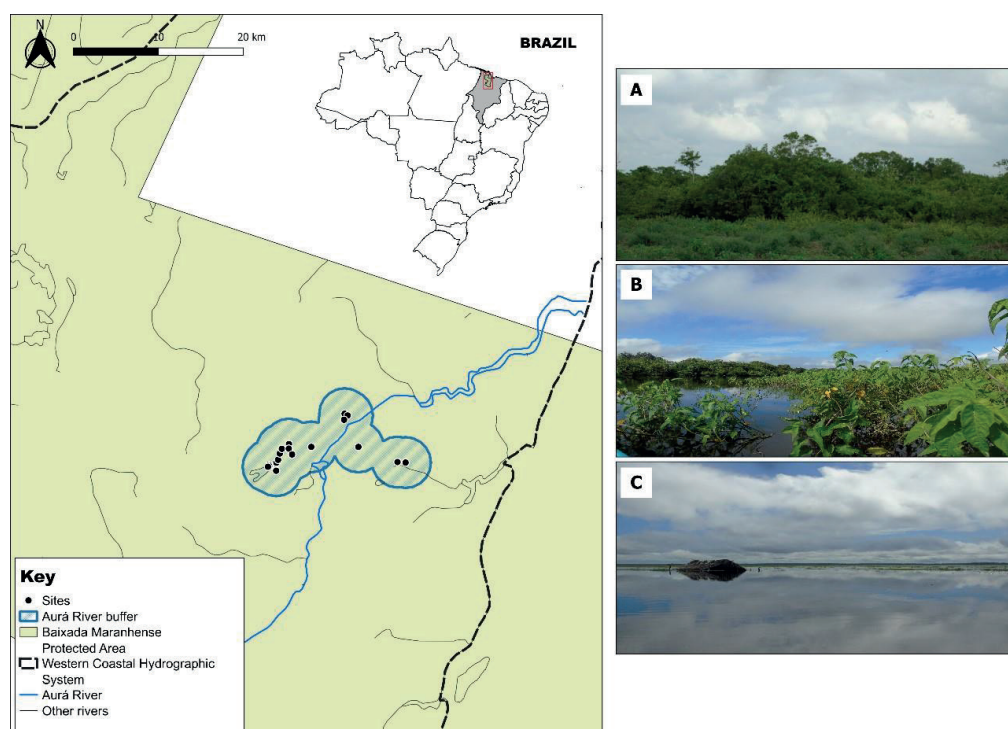 N
0
10
20 km
BRAZIL
A
B
C
Key
Sites
Aurá River buffer
Baixada Maranhense
Protected Area
Western Coastal Hydrographic
System
Aurá River
Other rivers